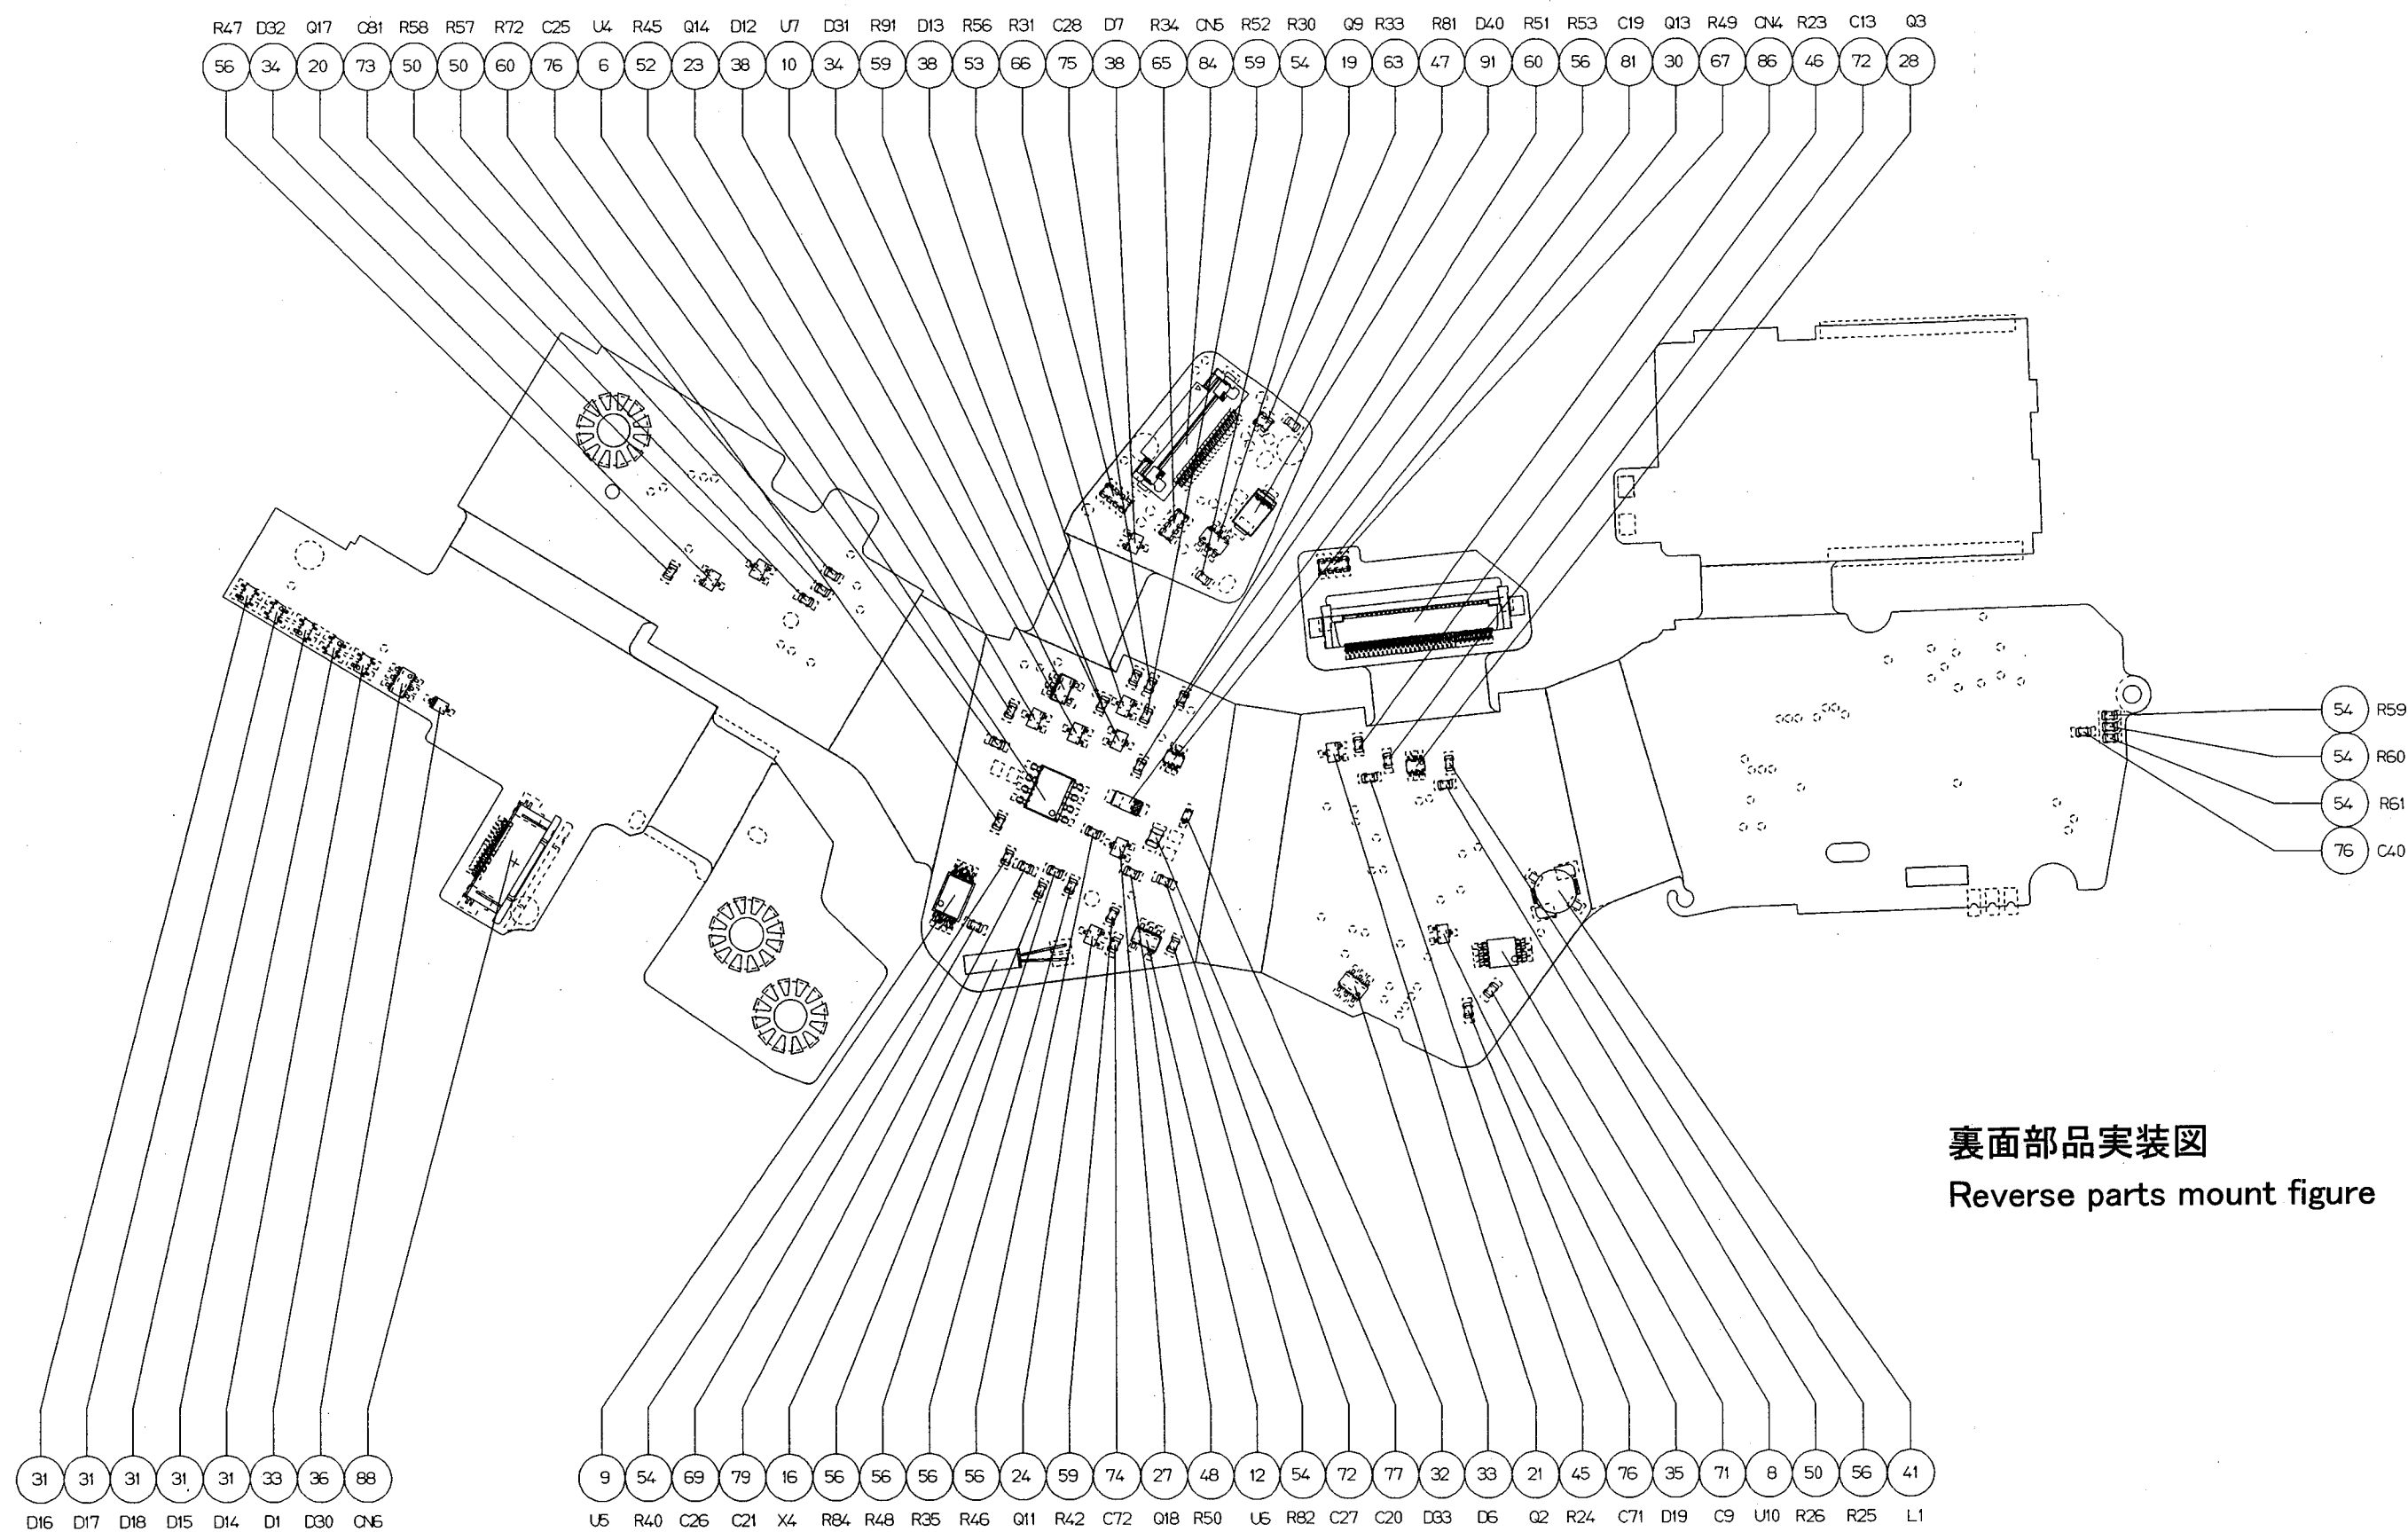 R47 D32 Q17 C81 R58 R57 R72 C25 U4 R45 Q14 D12 U7 D31 R91 D13 R56 R31 C28 D7 R34 CN5 R52 R30 Q9 R33 R81 D40 R51 R53 C19 Q13 R49 CN4 R23 C13 Q3
56 34 20 73 50 50 60 76 6 52 23 38 10 34 59 38 53 66 75 38 65 84 59 54 19 63 47 91 60 56 81 30 67 86 46 72 28
54 R59
54 R60
54 R61
76 C40
裏面部品実装図
Reverse parts mount figure
31 31 31 31 31 33 36 88 9 54 69 79 16 56 56 56 56 24 59 74 27 48 12 54 72 77 32 33 21 45 76 35 71 8 50 56 41
D16 D17 D18 D15 D14 D1 D30 CN6 U5 R40 C26 C21 X4 R84 R48 R35 R46 Q11 R42 C72 Q18 R50 U6 R82 C27 C20 D33 D6 Q2 R24 C71 D19 C9 U10 R26 R25 L1